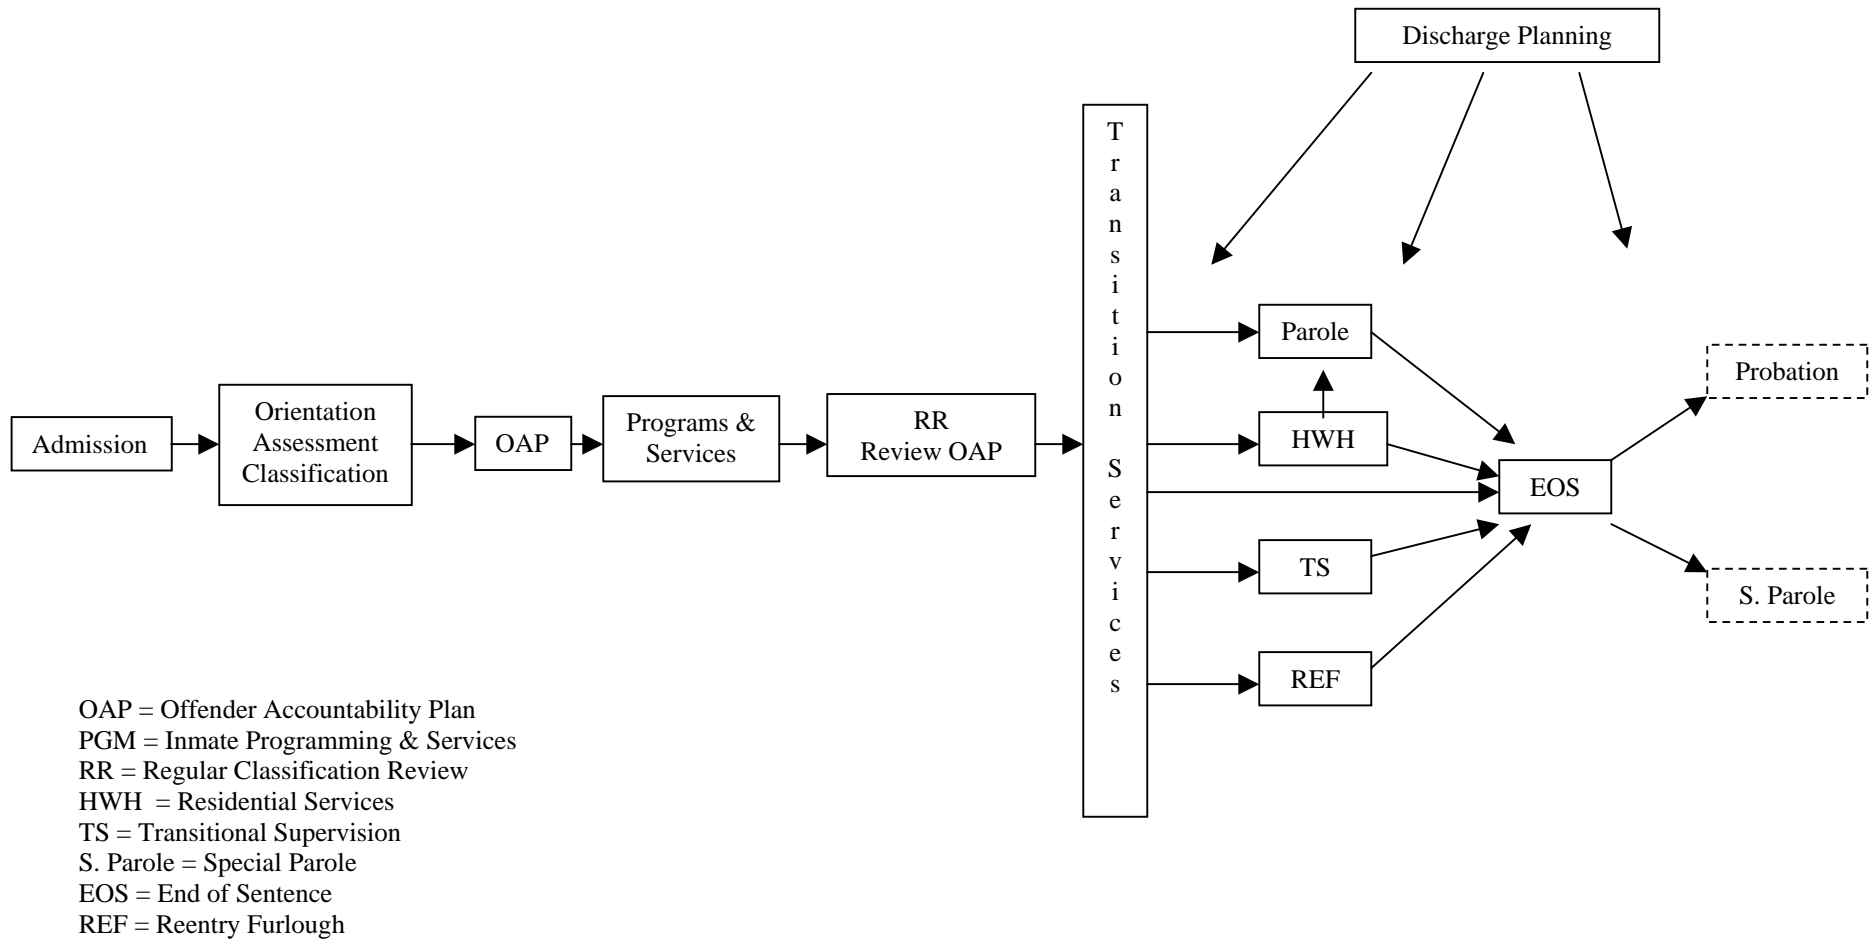 Discharge Planning
Transition Services
Parole
Probation
Orientation
Assessment
Classification
Admission
OAP
Programs &
Services
RR
Review OAP
HWH
EOS
TS
S. Parole
REF
OAP = Offender Accountability Plan
PGM = Inmate Programming & Services
RR = Regular Classification Review
HWH  = Residential Services
TS = Transitional Supervision
S. Parole = Special Parole
EOS = End of Sentence
REF = Reentry Furlough